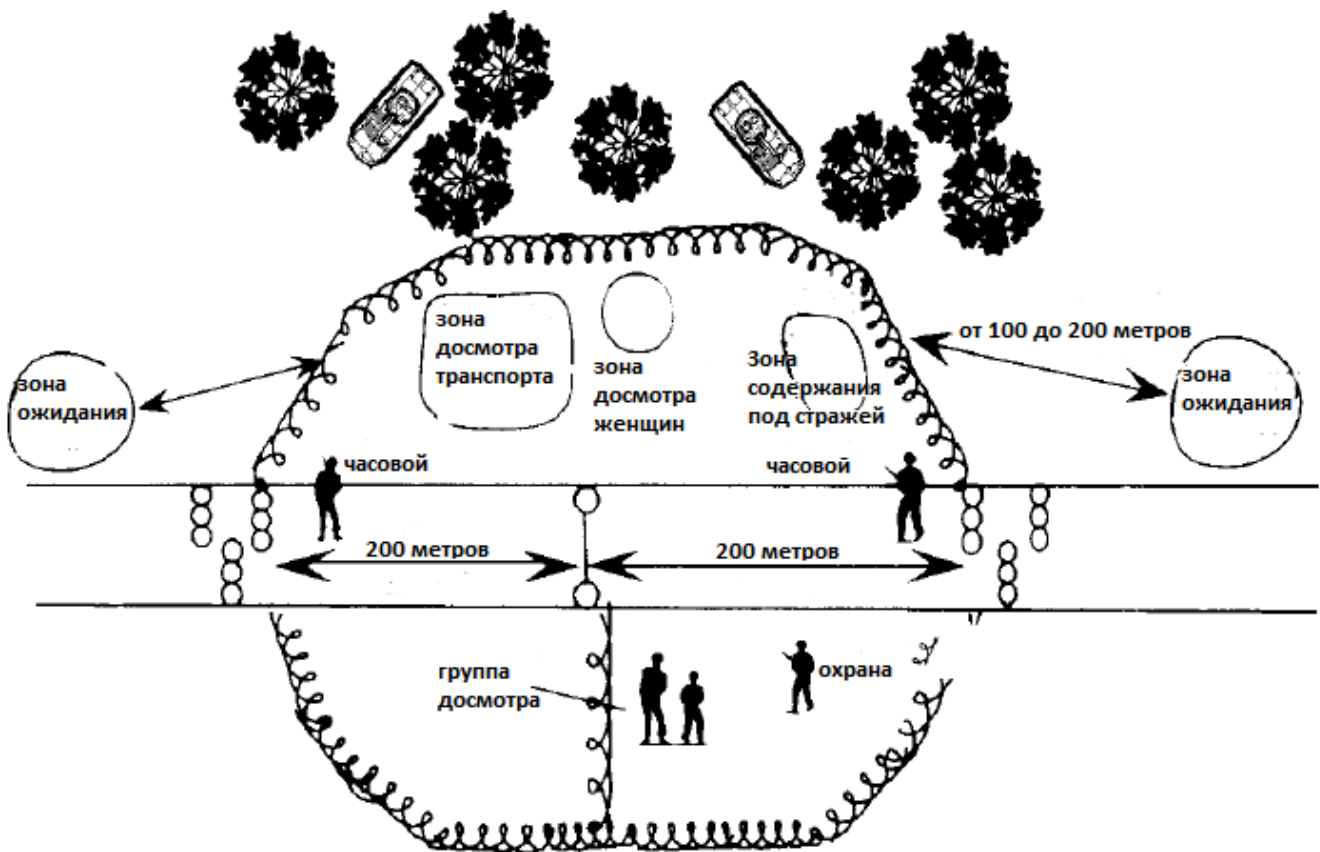 зона
досмотра
транспорта
зона
досмотра
женщин
Зона
содержания
под стражей
от 100 до 200 метров
зона
ожидания
зона
ожидания
часовой
часовой
200 метров
200 метров
группа
досмотра
охрана